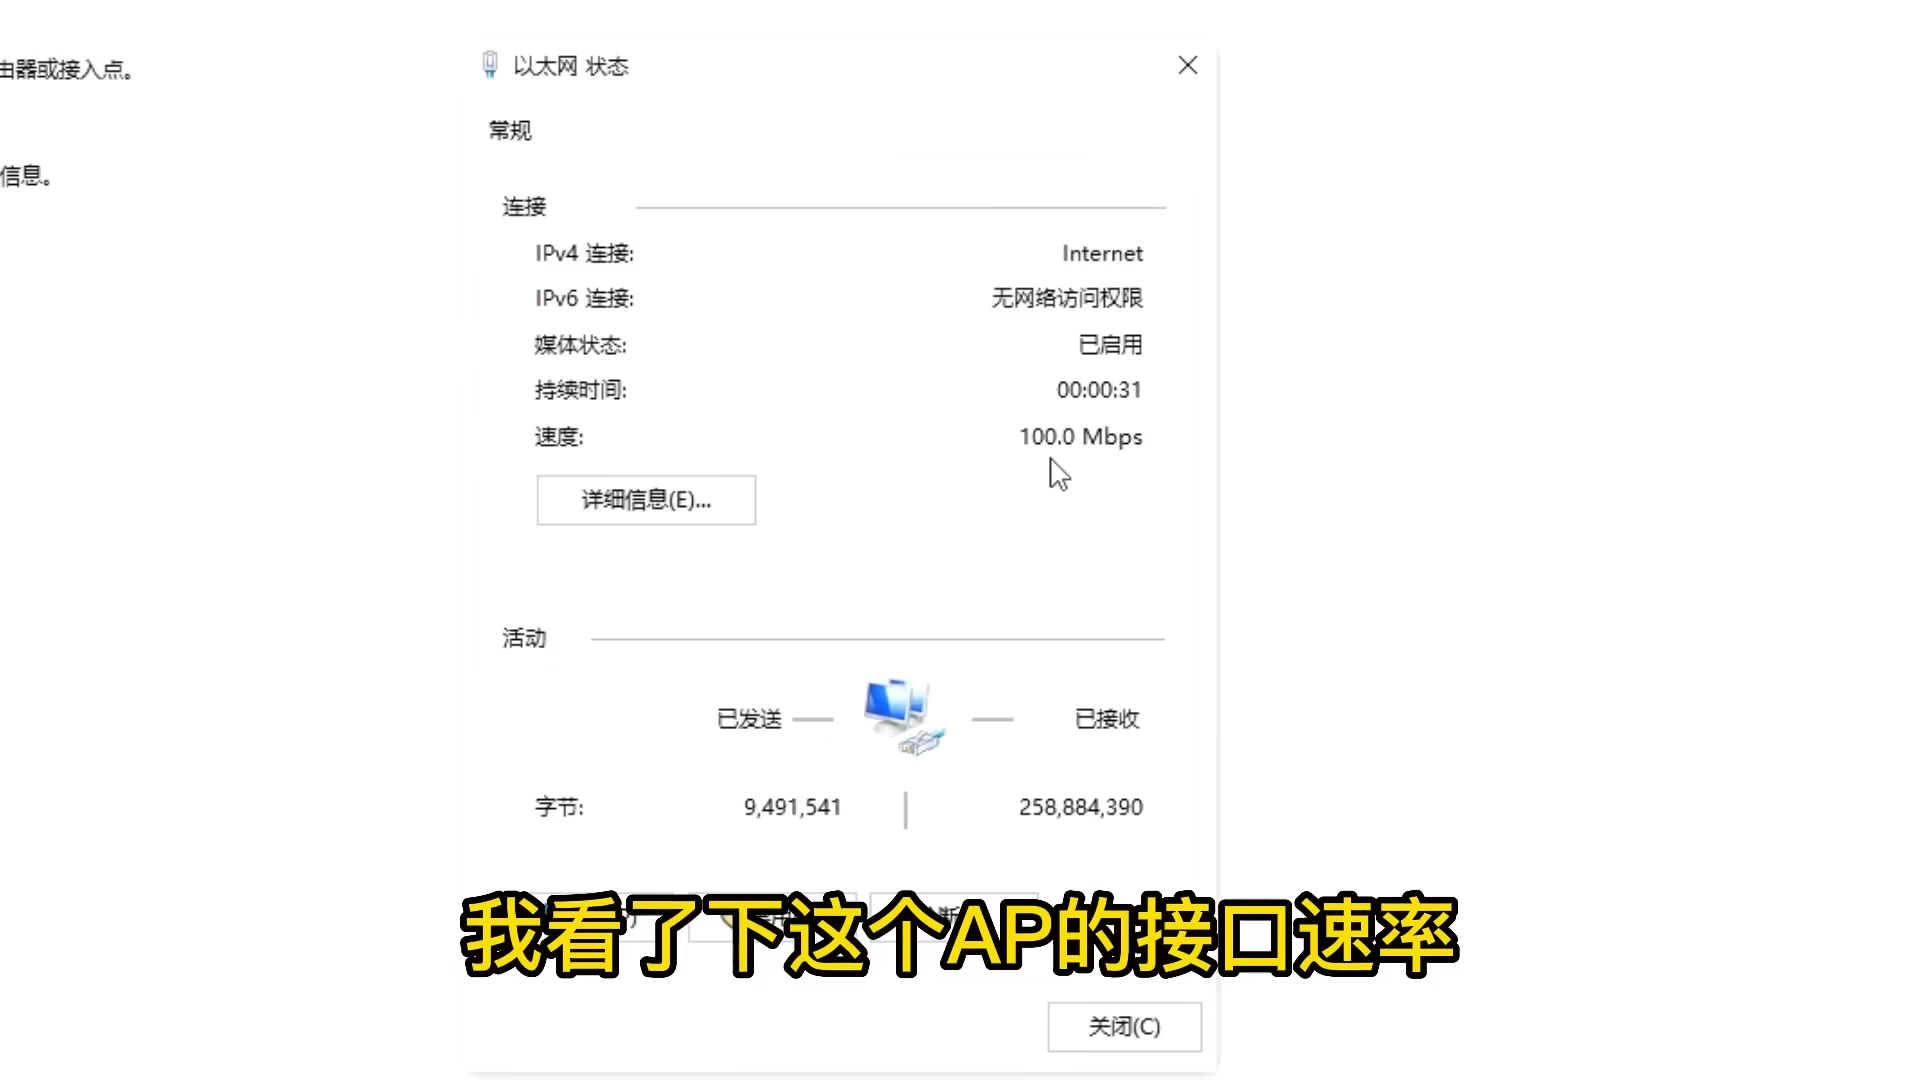 由器或接入点。
信息。
以太网 状态
常规
连接
IPv4 连接: Internet
IPv6 连接: 无网络访问权限
媒体状态: 已启用
持续时间: 00:00:31
速度: 100.0 Mbps
详细信息(E)...
活动
已发送 已接收
字节: 9,491,541 258,884,390
我看了下这个AP的接口速率
关闭(C)